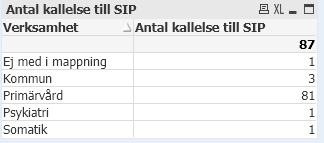 Antal kallelse till SIP XL
Verksamhet Antal kallelse till SIP
87
Ej med i mappning 1
Kommun 3
Primärvård 81
Psykiatri 1
Somatik 1